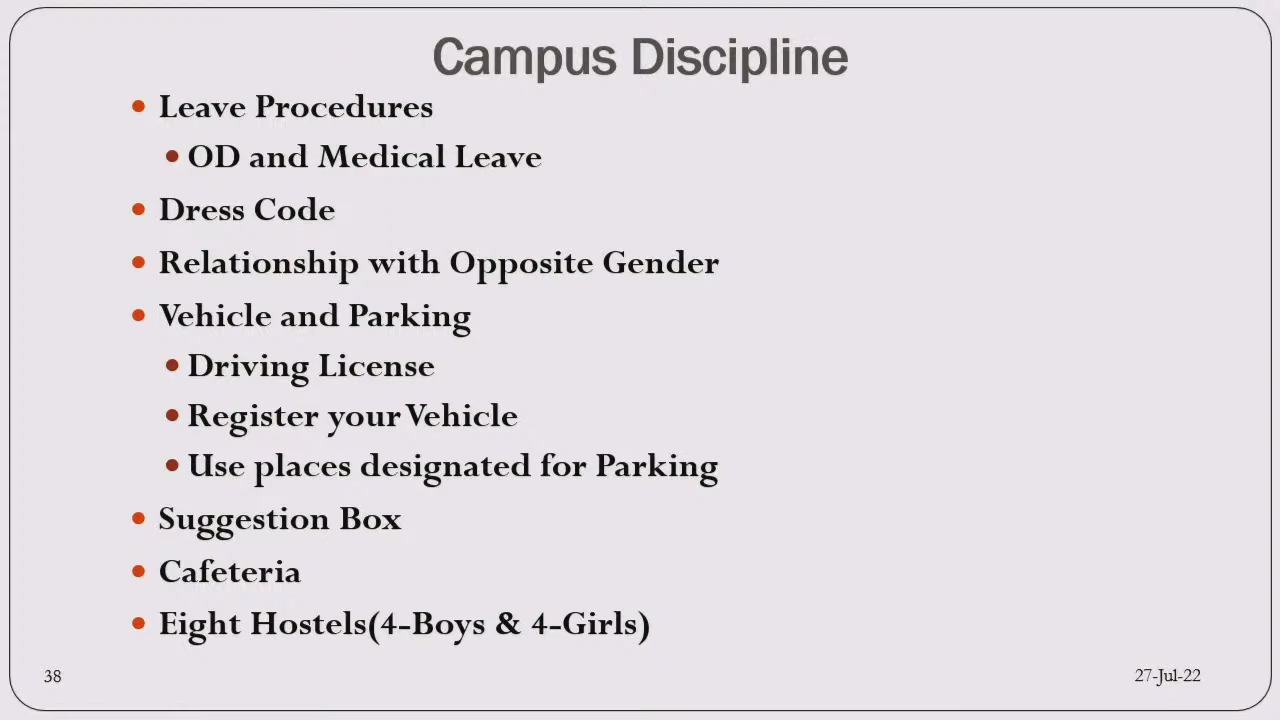 Campus Discipline
• Leave Procedures
• OD and Medical Leave
• Dress Code
• Relationship with Opposite Gender
• Vehicle and Parking
• Driving License
• Register your Vehicle
• Use places designated for Parking
• Suggestion Box
• Cafeteria
• Eight Hostels(4-Boys & 4-Girls)
38
27-Jul-22